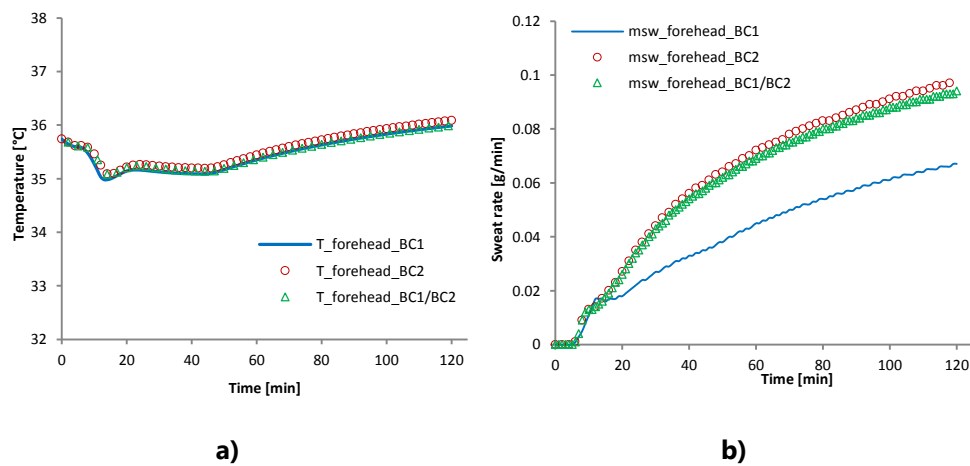 38
37
36
35
34
33
32
Temperature [°C]
T_forehead_BC1
T_forehead_BC2
T_forehead_BC1/BC2
0 20 40 60 80 100 120
Time [min]
a)
0.12
0.1
0.08
0.06
0.04
0.02
0
Sweat rate [g/min]
msw_forehead_BC1
msw_forehead_BC2
msw_forehead_BC1/BC2
0 20 40 60 80 100 120
Time [min]
b)